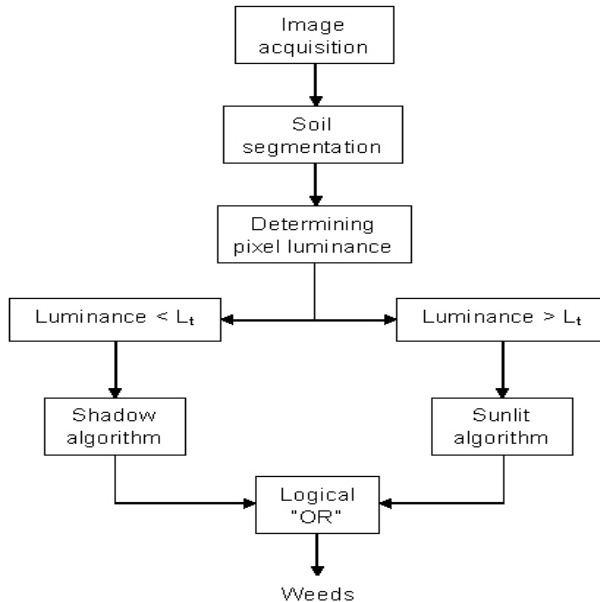 Image
acquisition
Soil
segmentation
Determining
pixel luminance
Luminance < Lt
Luminance > Lt
Shadow
algorithm
Sunlit
algorithm
Logical
"OR"
Weeds